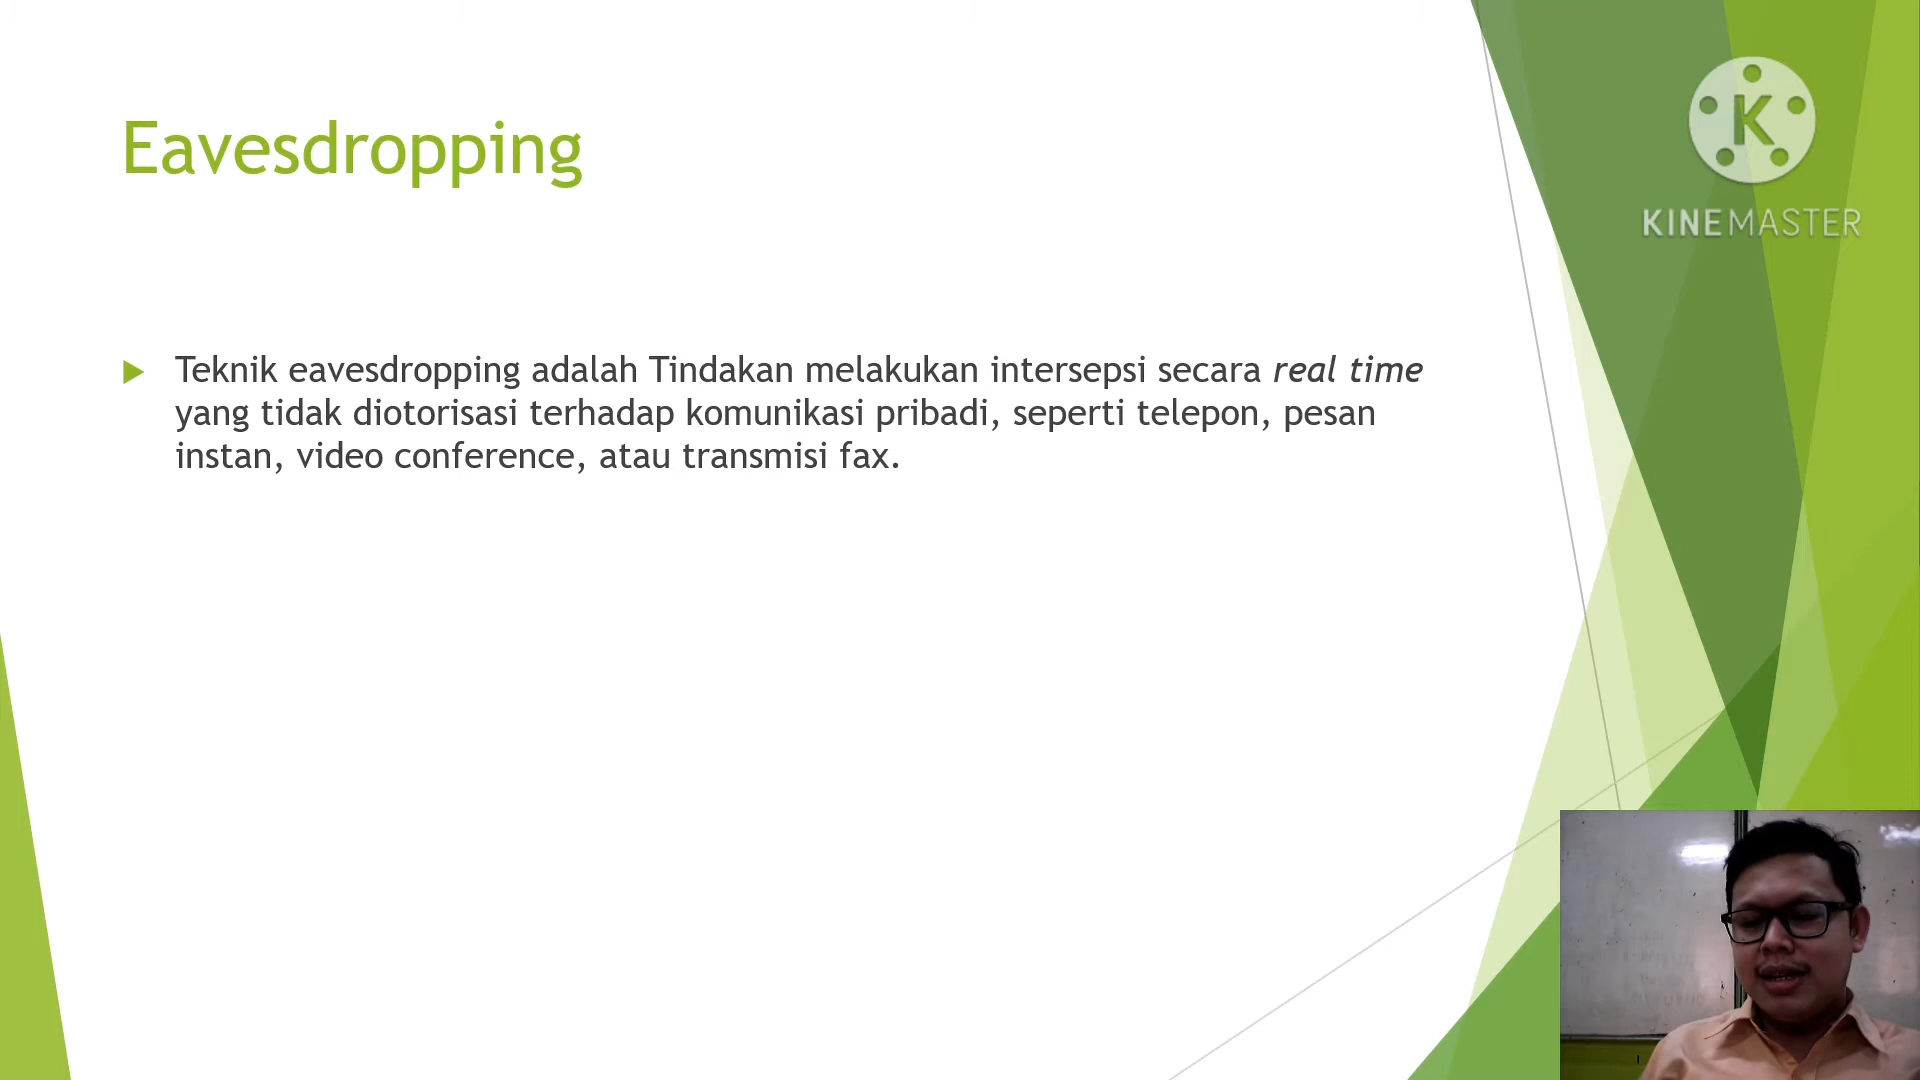 Eavesdropping
Teknik eavesdropping adalah Tindakan melakukan intersepsi secara real time
yang tidak diotorisasi terhadap komunikasi pribadi, seperti telepon, pesan
instan, video conference, atau transmisi fax.
K
KINEMASTER